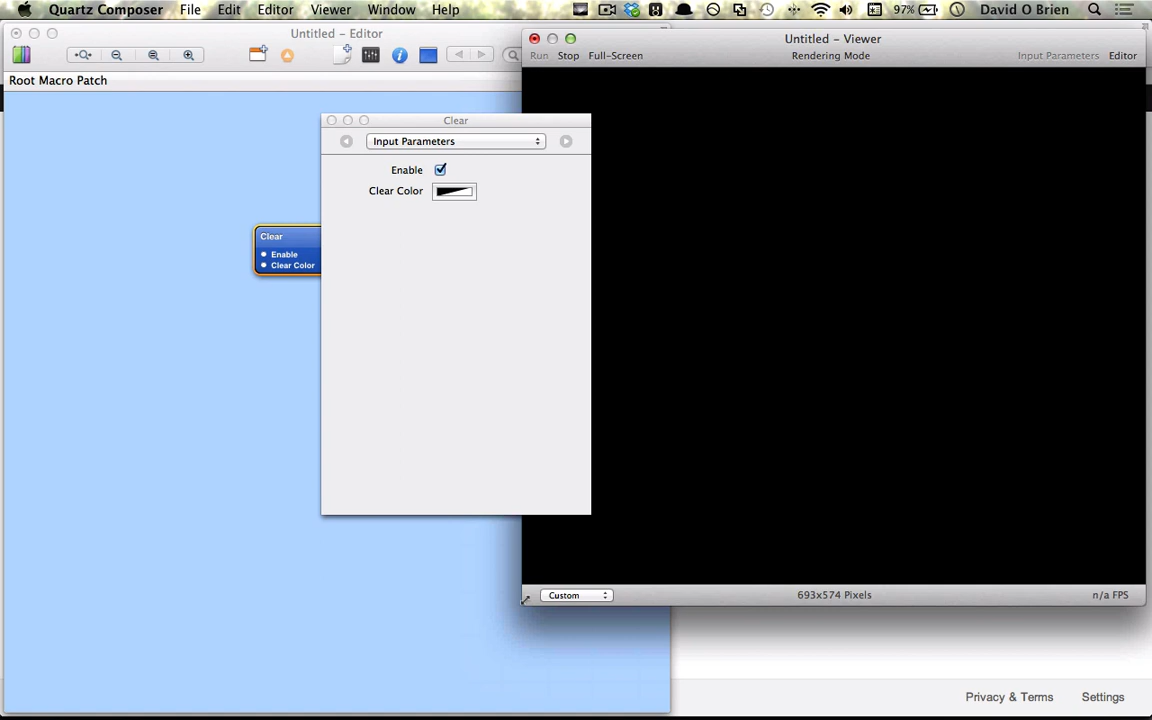 Quartz Composer File Edit Editor Viewer Window Help 97% David O Brien
Untitled – Editor
Root Macro Patch
Clear
Enable
Clear Color
Clear
Input Parameters
Enable
Clear Color
Untitled – Viewer
Run Stop Full-Screen Rendering Mode Input Parameters Editor
Custom 693x574 Pixels n/a FPS
Privacy & Terms Settings